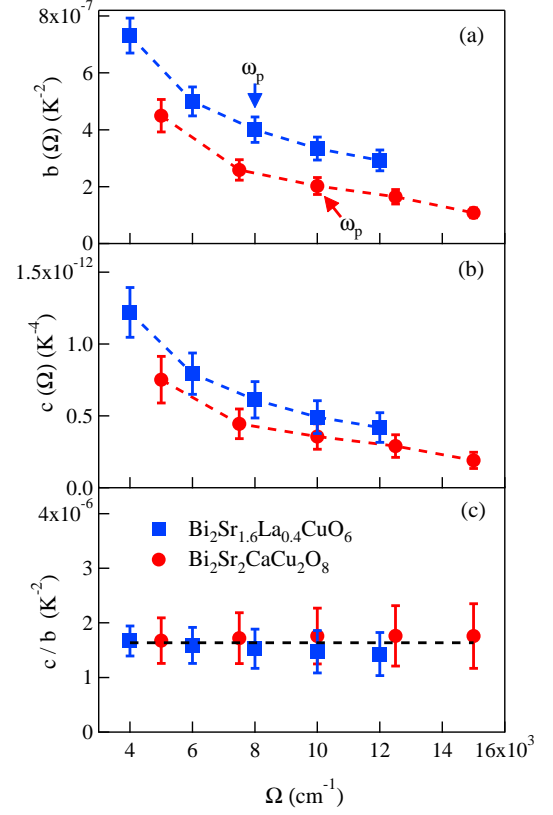 8x10⁻⁷
6
4
2
0
b (Ω) (K⁻²)
(a)
ωₚ
ωₚ
1.5x10⁻¹²
1.0
0.5
0.0
c (Ω) (K⁻⁴)
(b)
4x10⁻⁶
3
2
1
0
c / b (K⁻²)
(c)
Bi₂Sr₁.₆La₀.₄CuO₆
Bi₂Sr₂CaCu₂O₈
4 6 8 10 12 14 16x10³
Ω (cm⁻¹)